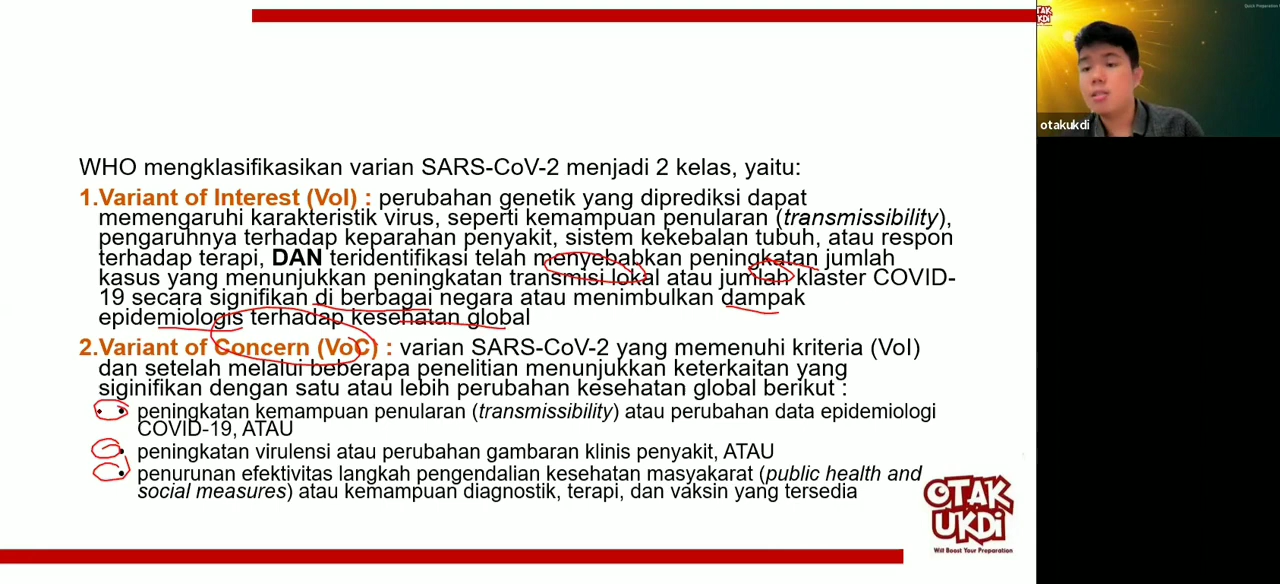 WHO mengklasifikasikan varian SARS-CoV-2 menjadi 2 kelas, yaitu:
1.Variant of Interest (VoI) : perubahan genetik yang diprediksi dapat
memengaruhi karakteristik virus, seperti kemampuan penularan (transmissibility),
pengaruhnya terhadap keparahan penyakit, sistem kekebalan tubuh, atau respon
terhadap terapi, DAN teridentifikasi telah menyebabkan peningkatan jumlah
kasus yang menunjukkan peningkatan transmisi lokal atau jumlah klaster COVID-
19 secara signifikan di berbagai negara atau menimbulkan dampak
epidemiologis terhadap kesehatan global
2.Variant of Concern (VoC) : varian SARS-CoV-2 yang memenuhi kriteria (VoI)
dan setelah melalui beberapa penelitian menunjukkan keterkaitan yang
siginifikan dengan satu atau lebih perubahan kesehatan global berikut :
• peningkatan kemampuan penularan (transmissibility) atau perubahan data epidemiologi
COVID-19, ATAU
• peningkatan virulensi atau perubahan gambaran klinis penyakit, ATAU
• penurunan efektivitas langkah pengendalian kesehatan masyakarat (public health and
social measures) atau kemampuan diagnostik, terapi, dan vaksin yang tersedia
OTAK
UKDI
Will Boost Your Preparation
OTAK
UKDI
otakukdi